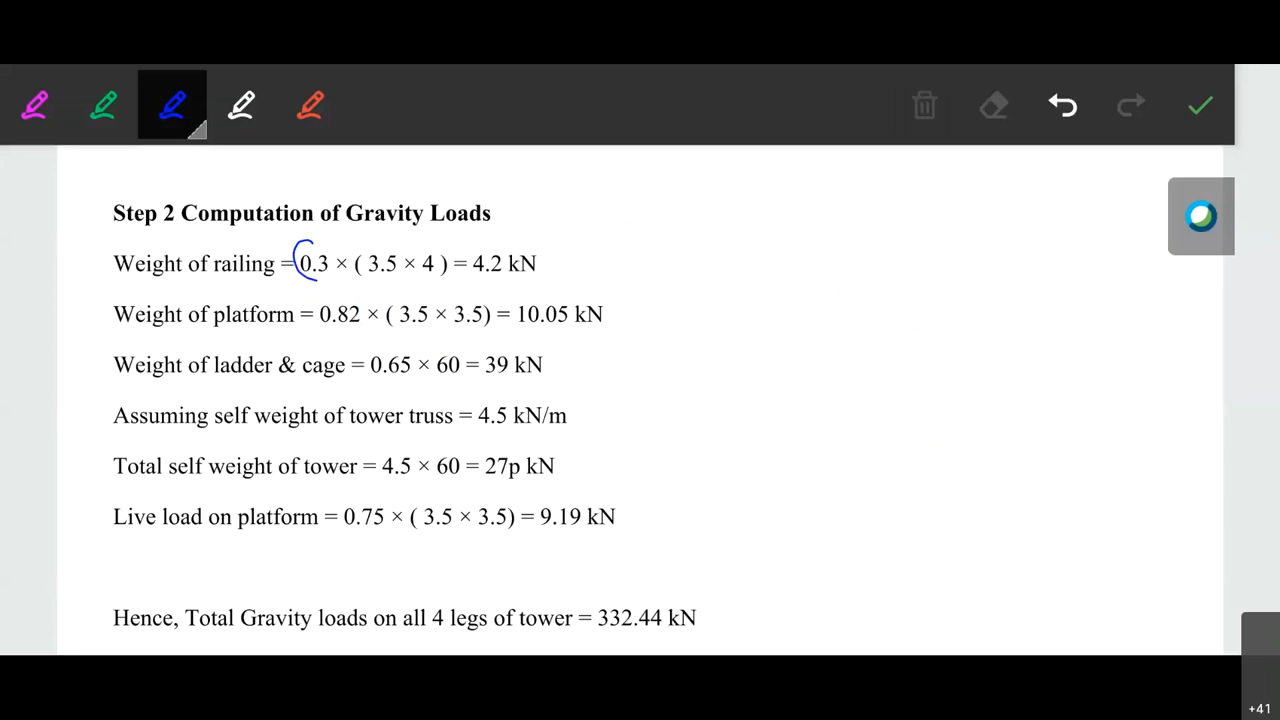 Step 2 Computation of Gravity Loads
Weight of railing = 0.3 × ( 3.5 × 4 ) = 4.2 kN
Weight of platform = 0.82 × ( 3.5 × 3.5) = 10.05 kN
Weight of ladder & cage = 0.65 × 60 = 39 kN
Assuming self weight of tower truss = 4.5 kN/m
Total self weight of tower = 4.5 × 60 = 27p kN
Live load on platform = 0.75 × ( 3.5 × 3.5) = 9.19 kN
Hence, Total Gravity loads on all 4 legs of tower = 332.44 kN
+41